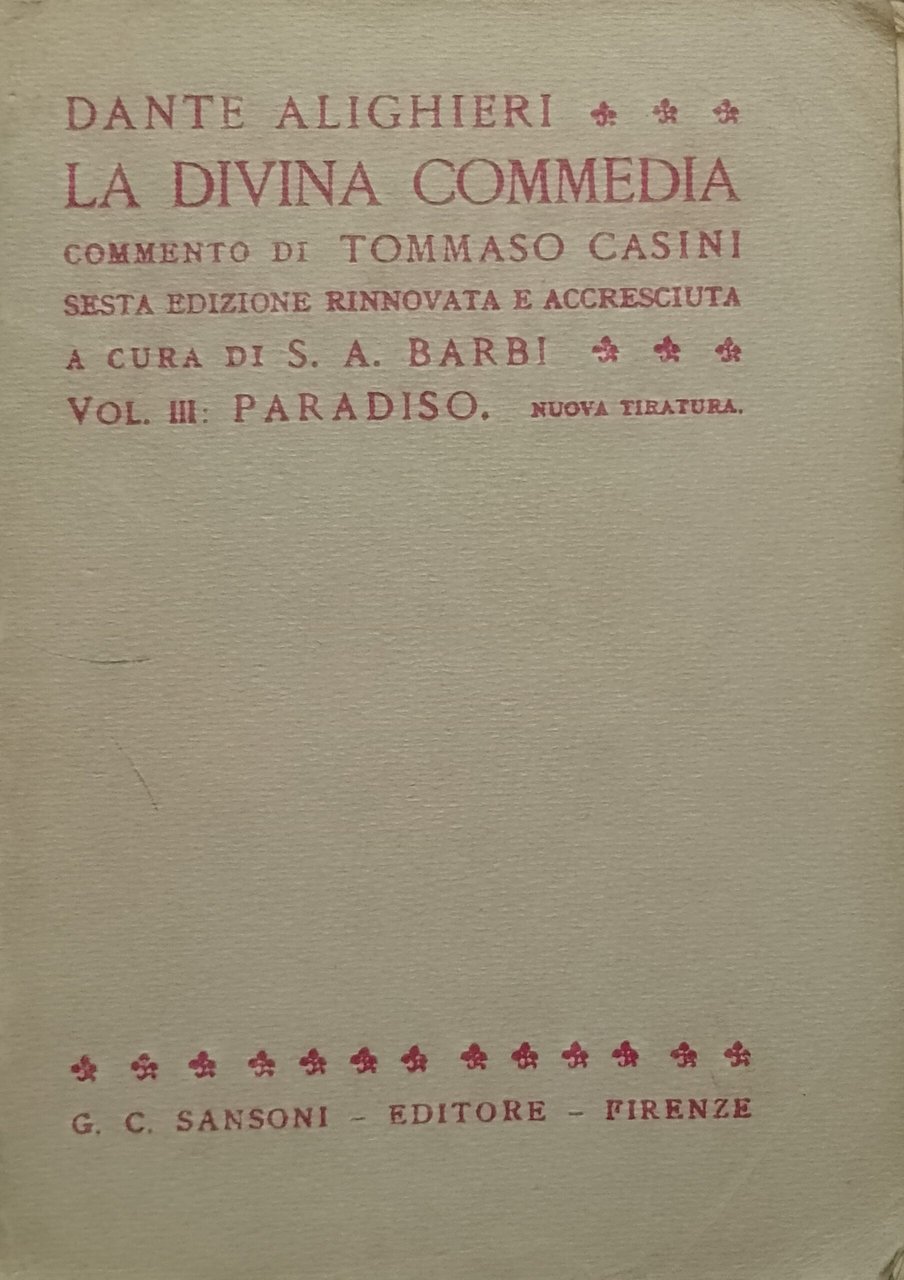 DANTE ALIGHIERI
LA DIVINA COMMEDIA
COMMENTO DI TOMMASO CASINI
SESTA EDIZIONE RINNOVATA E ACCRESCIUTA
A CURA DI S. A. BARBI
VOL. III: PARADISO. NUOVA TIRATURA.
G. C. SANSONI - EDITORE - FIRENZE